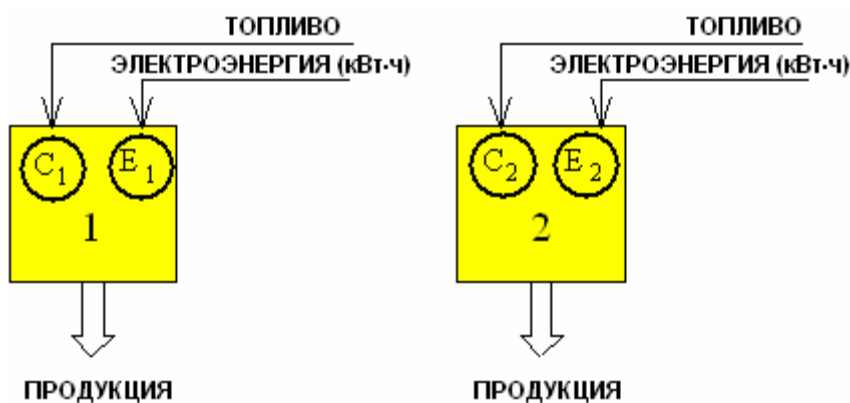 ТОПЛИВО
ЭЛЕКТРОЭНЕРГИЯ (кВт·ч)
C1
E1
1
ПРОДУКЦИЯ
ТОПЛИВО
ЭЛЕКТРОЭНЕРГИЯ (кВт·ч)
C2
E2
2
ПРОДУКЦИЯ